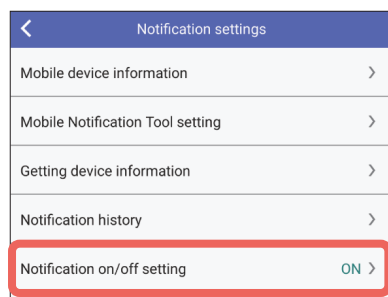 Notification settings
Mobile device information
Mobile Notification Tool setting
Getting device information
Notification history
Notification on/off setting ON